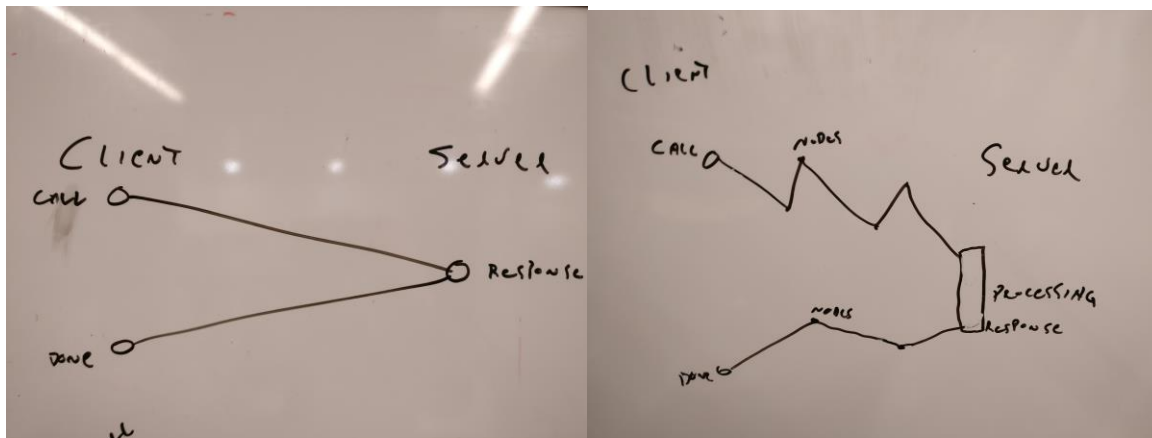 Client Server
CALL
RESPONSE
DONE
Client
CALL NODES
Server
PROCESSING
NODES RESPONSE
DONE